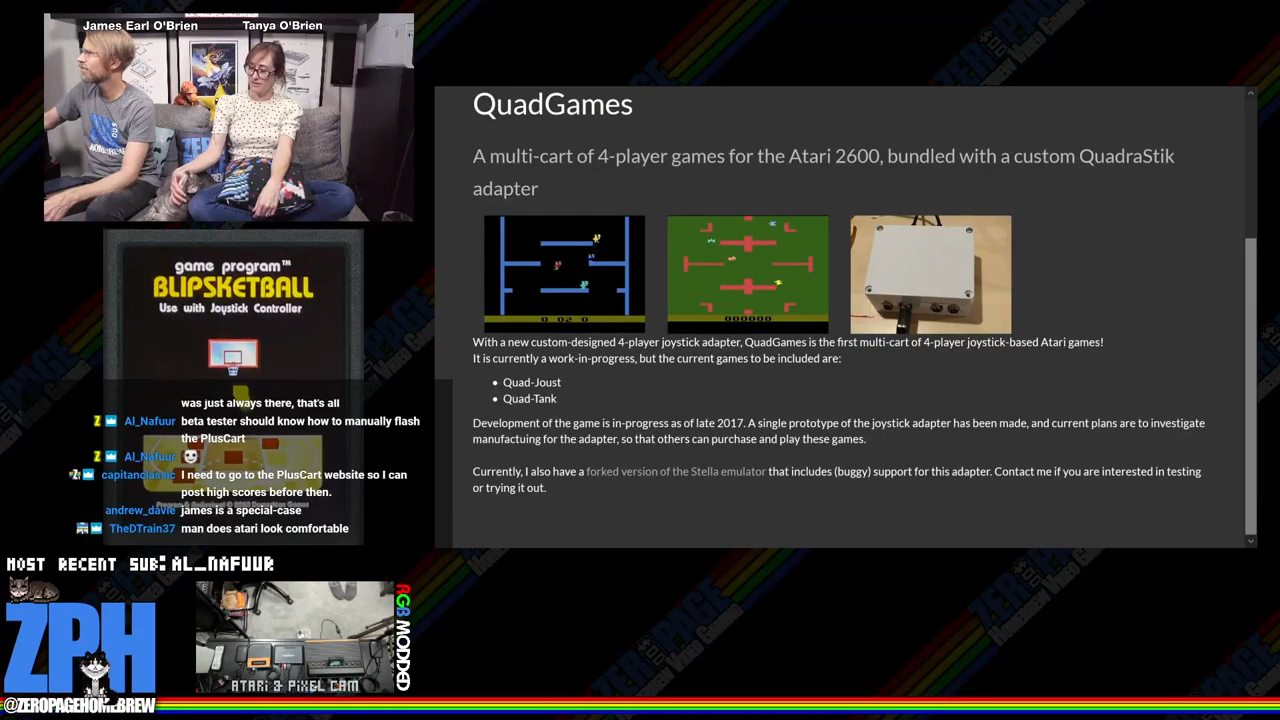 James Earl O'Brien
Tanya O'Brien
game program™
BLIPSKETBALL
Use with Joystick Controller
was just always there, that's all
Al_Nafuur beta tester should know how to manually flash
the PlusCart
Al_Nafuur
capitanclassic I need to go to the PlusCart website so I can
post high scores before then.
andrew_davie james is a special-case
TheDTrain37 man does atari look comfortable
MOST RECENT SUB: AL_NAFUUR
ZPH
@ZEROPAGEHOMEBREW
ATARI & PIXEL CAM
RGB MODDED
QuadGames
A multi-cart of 4-player games for the Atari 2600, bundled with a custom QuadraStik
adapter
0 02 0
000000
With a new custom-designed 4-player joystick adapter, QuadGames is the first multi-cart of 4-player joystick-based Atari games!
It is currently a work-in-progress, but the current games to be included are:
• Quad-Joust
• Quad-Tank
Development of the game is in-progress as of late 2017. A single prototype of the joystick adapter has been made, and current plans are to investigate
manufactuing for the adapter, so that others can purchase and play these games.
Currently, I also have a forked version of the Stella emulator that includes (buggy) support for this adapter. Contact me if you are interested in testing
or trying it out.